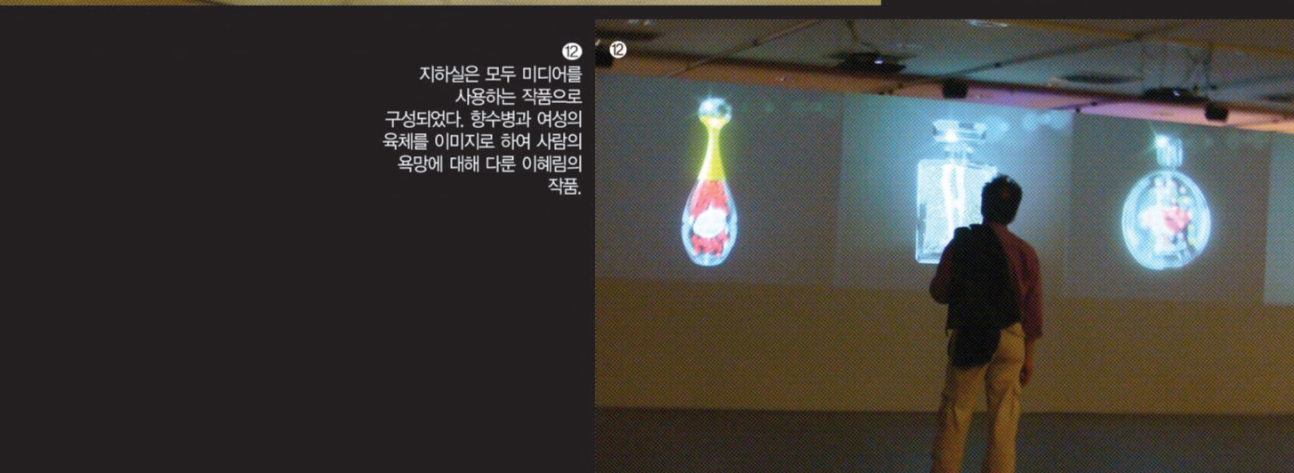 ⑫ ⑫
지하실은 모두 미디어를
사용하는 작품으로
구성되었다. 향수병과 여성의
육체를 이미지로 하여 사람의
욕망에 대해 다룬 이혜림의
작품.